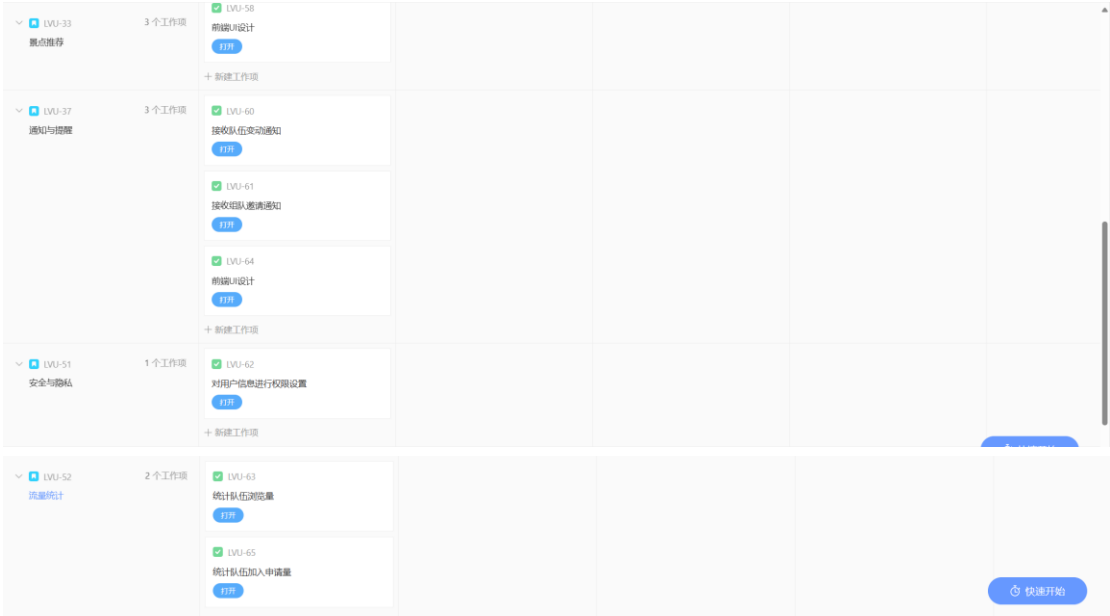 LVU-33
3 个工作项
景点推荐
LVU-58
前端UI设计
打开
+ 新建工作项
LVU-37
3 个工作项
通知与提醒
LVU-60
接收队伍变动通知
打开
LVU-61
接收组队邀请通知
打开
LVU-64
前端UI设计
打开
+ 新建工作项
LVU-51
1 个工作项
安全与隐私
LVU-62
对用户信息进行权限设置
打开
+ 新建工作项
LVU-52
2 个工作项
流量统计
LVU-63
统计队伍浏览量
打开
LVU-65
统计队伍加入申请量
打开
快速开始